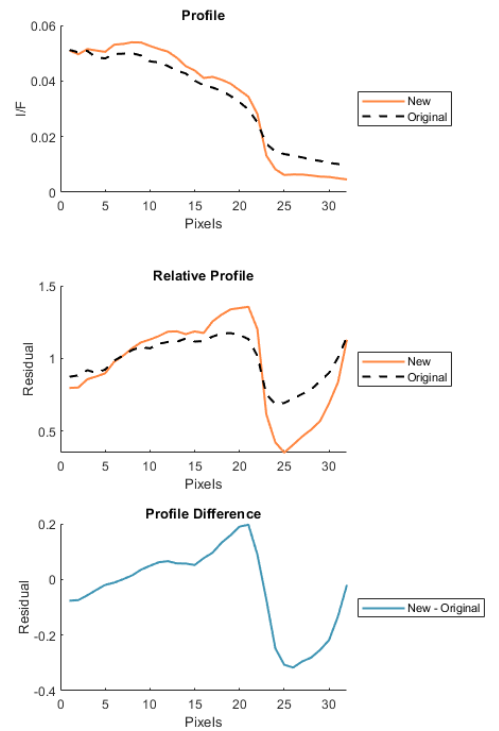 Profile
0.06
0.04
0.02
0
I/F
0 5 10 15 20 25 30
Pixels
New
Original
Relative Profile
1.5
1
0.5
Residual
0 5 10 15 20 25 30
Pixels
New
Original
Profile Difference
0.2
0
-0.2
-0.4
Residual
0 5 10 15 20 25 30
Pixels
New - Original